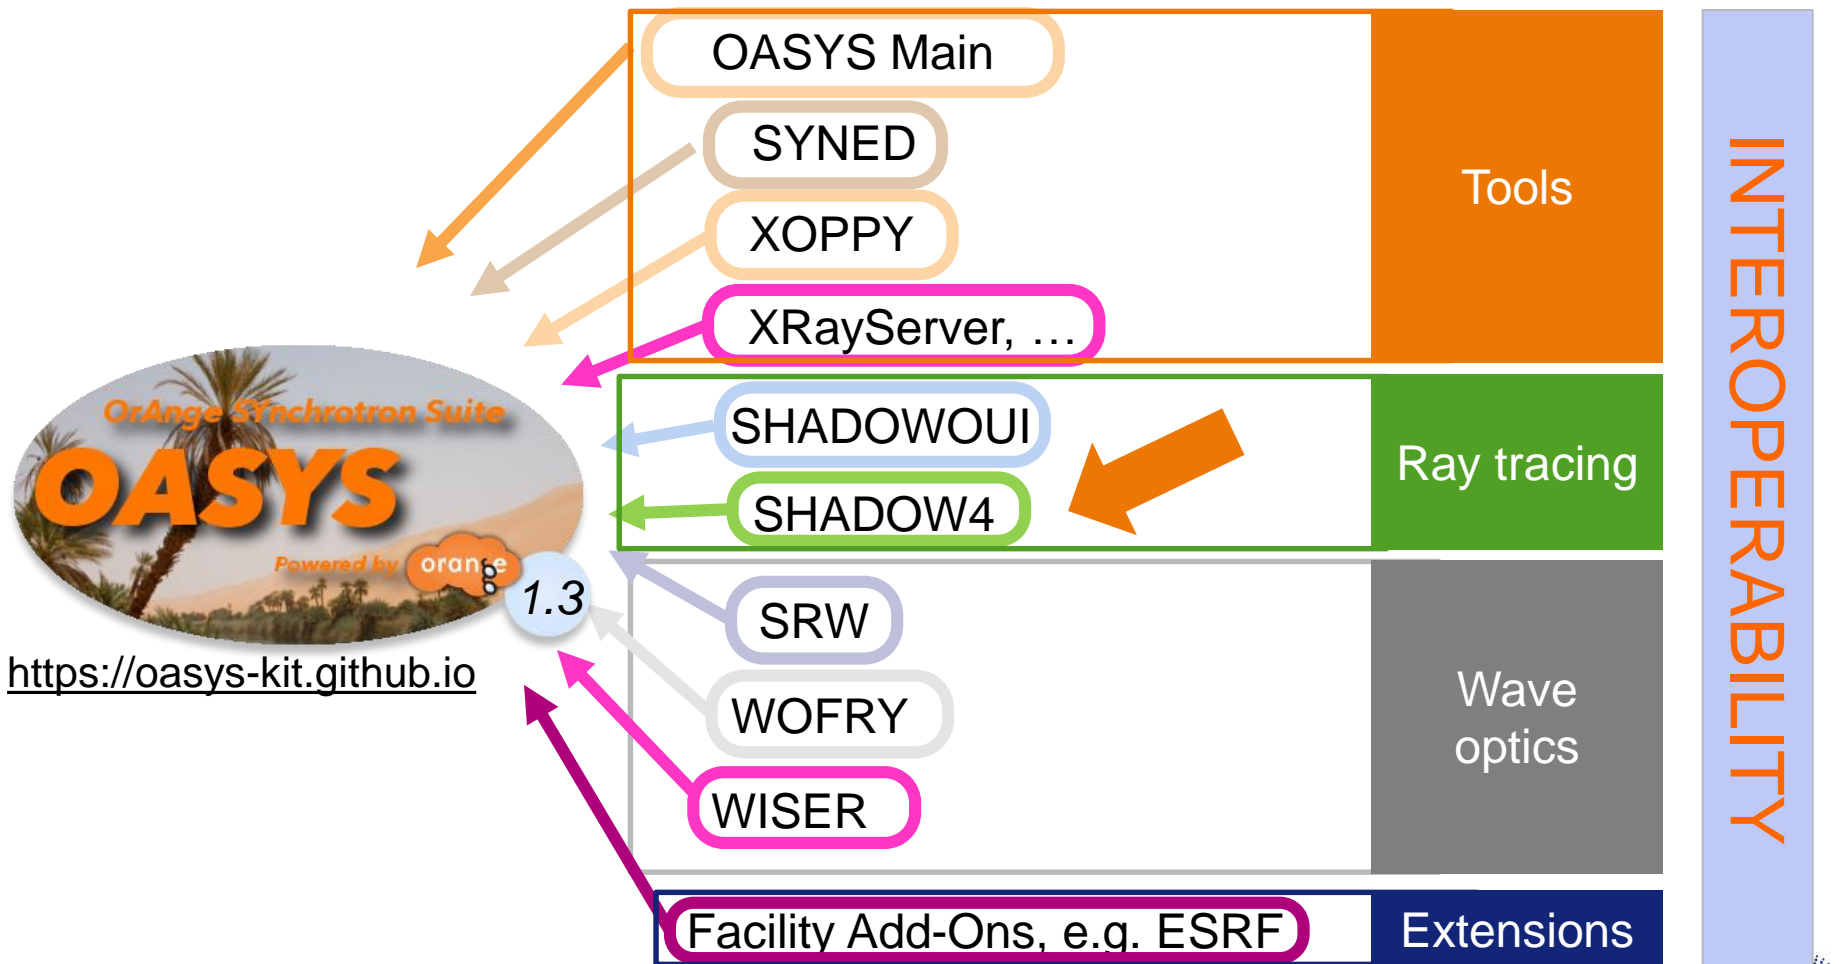 OASYS Main
SYNED
XOPPY
XRayServer, …
Tools
SHADOWOUI
SHADOW4
Ray tracing
SRW
WOFRY
WISER
Wave
optics
Facility Add-Ons, e.g. ESRF
Extensions
INTEROPERABILITY
OrAnge SYnchrotron Suite
OASYS
Powered by orange
1.3
https://oasys-kit.github.io